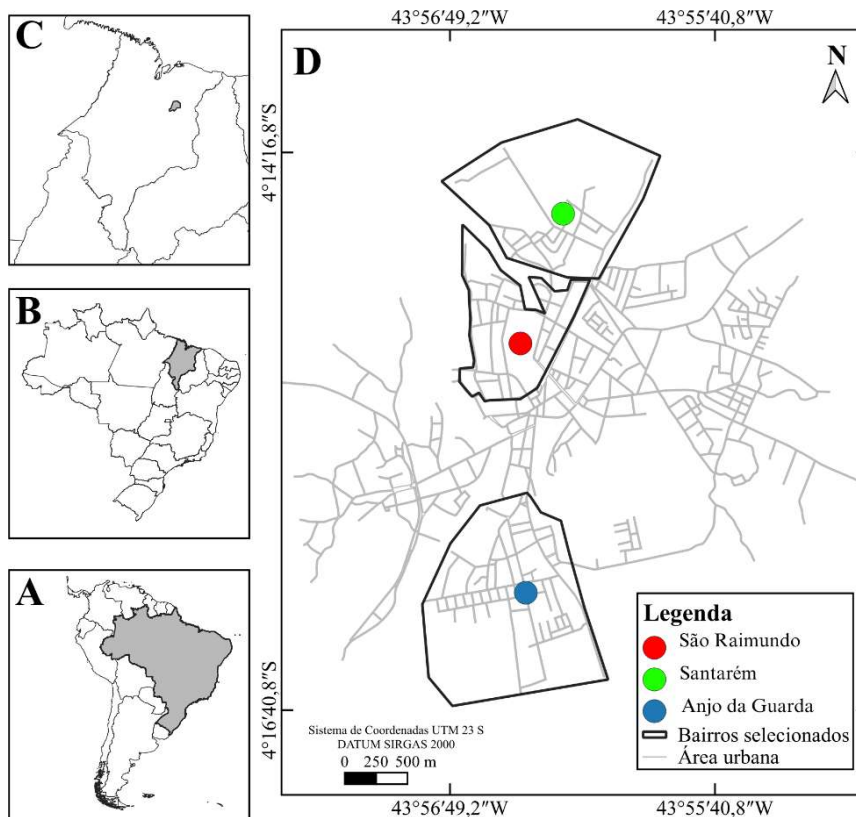 C
B
A
43°56'49,2"W
43°55'40,8"W
D
N
4°14'16,8"S
4°16'40,8"S
Legenda
São Raimundo
Santarém
Anjo da Guarda
Bairros selecionados
Área urbana
Sistema de Coordenadas UTM 23 S
DATUM SIRGAS 2000
0 250 500 m
43°56'49,2"W
43°55'40,8"W